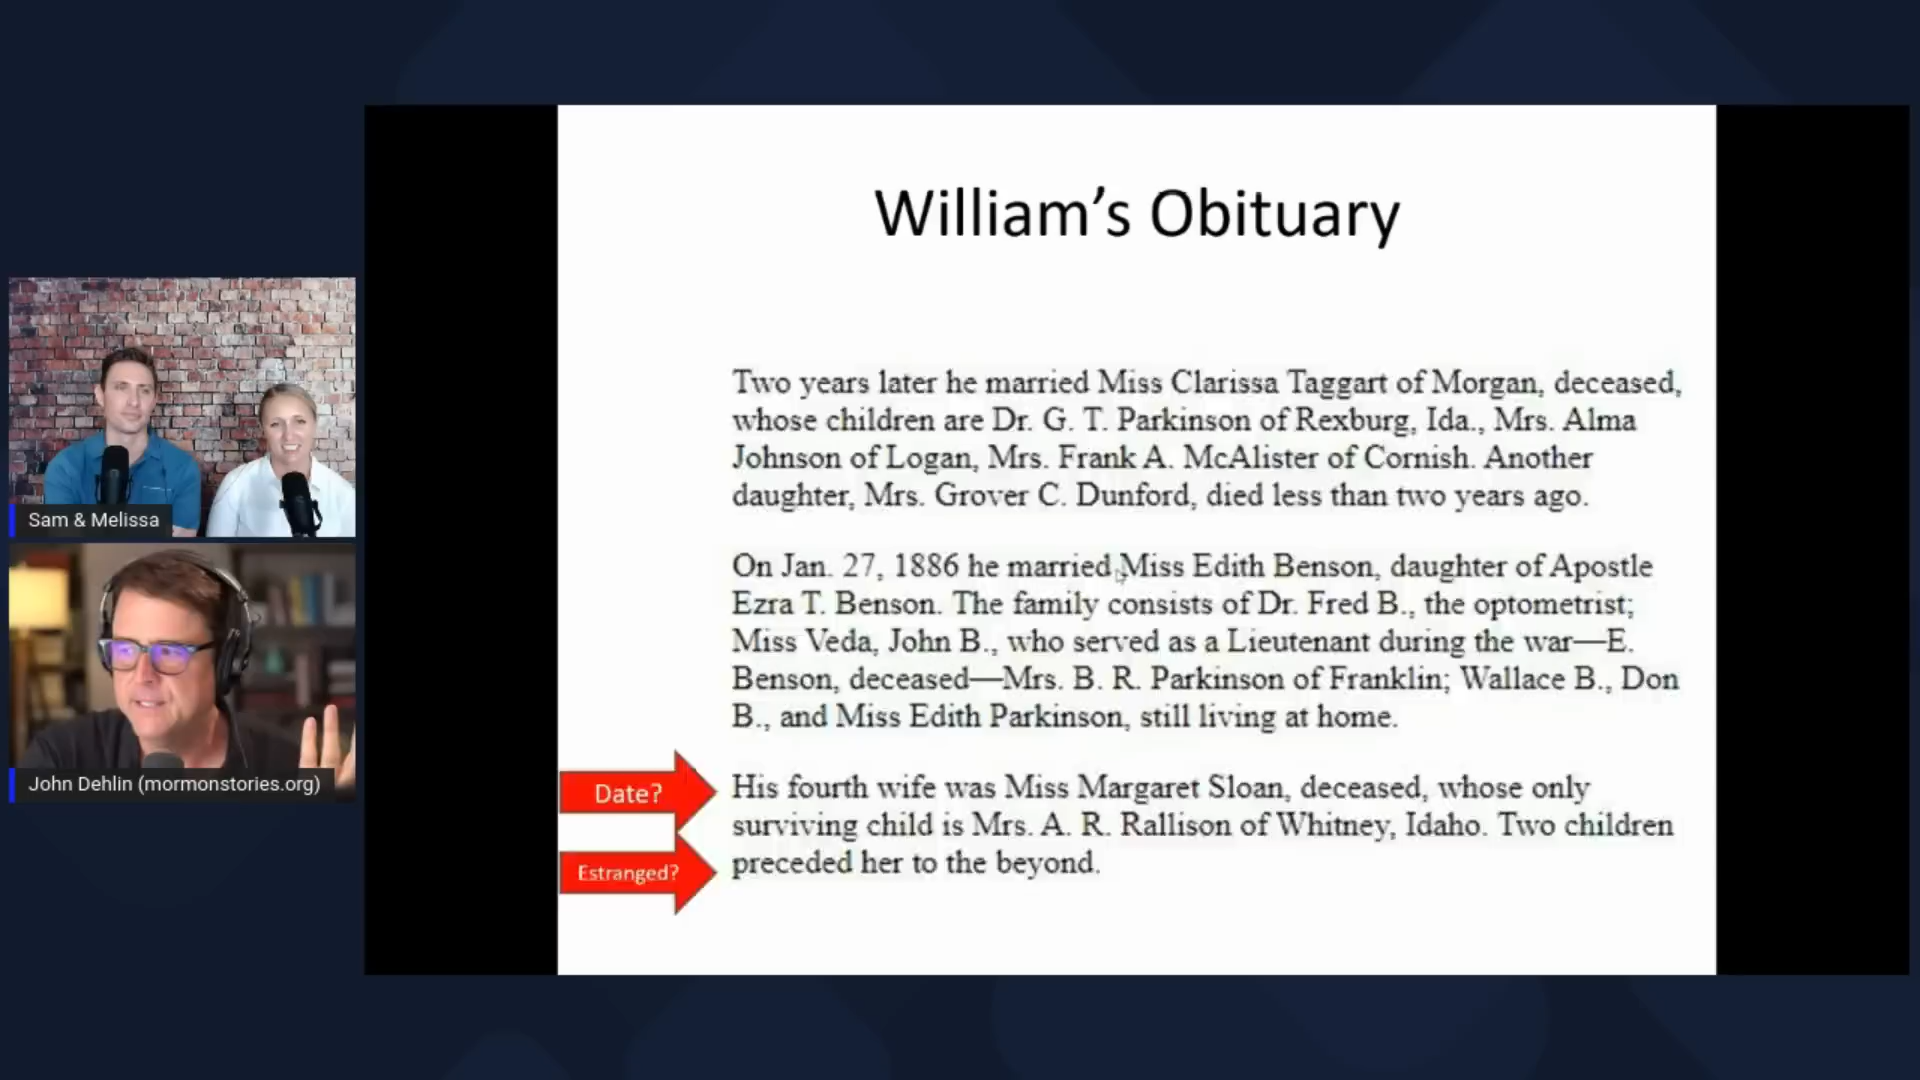 William's Obituary
Two years later he married Miss Clarissa Taggart of Morgan, deceased,
whose children are Dr. G. T. Parkinson of Rexburg, Ida., Mrs. Alma
Johnson of Logan, Mrs. Frank A. McAlister of Cornish. Another
daughter, Mrs. Grover C. Dunford, died less than two years ago.
On Jan. 27, 1886 he married Miss Edith Benson, daughter of Apostle
Ezra T. Benson. The family consists of Dr. Fred B., the optometrist;
Miss Veda, John B., who served as a Lieutenant during the war—E.
Benson, deceased—Mrs. B. R. Parkinson of Franklin; Wallace B., Don
B., and Miss Edith Parkinson, still living at home.
Date?
His fourth wife was Miss Margaret Sloan, deceased, whose only
surviving child is Mrs. A. R. Rallison of Whitney, Idaho. Two children
Estranged?
preceded her to the beyond.
Sam & Melissa
John Dehlin (mormonstories.org)